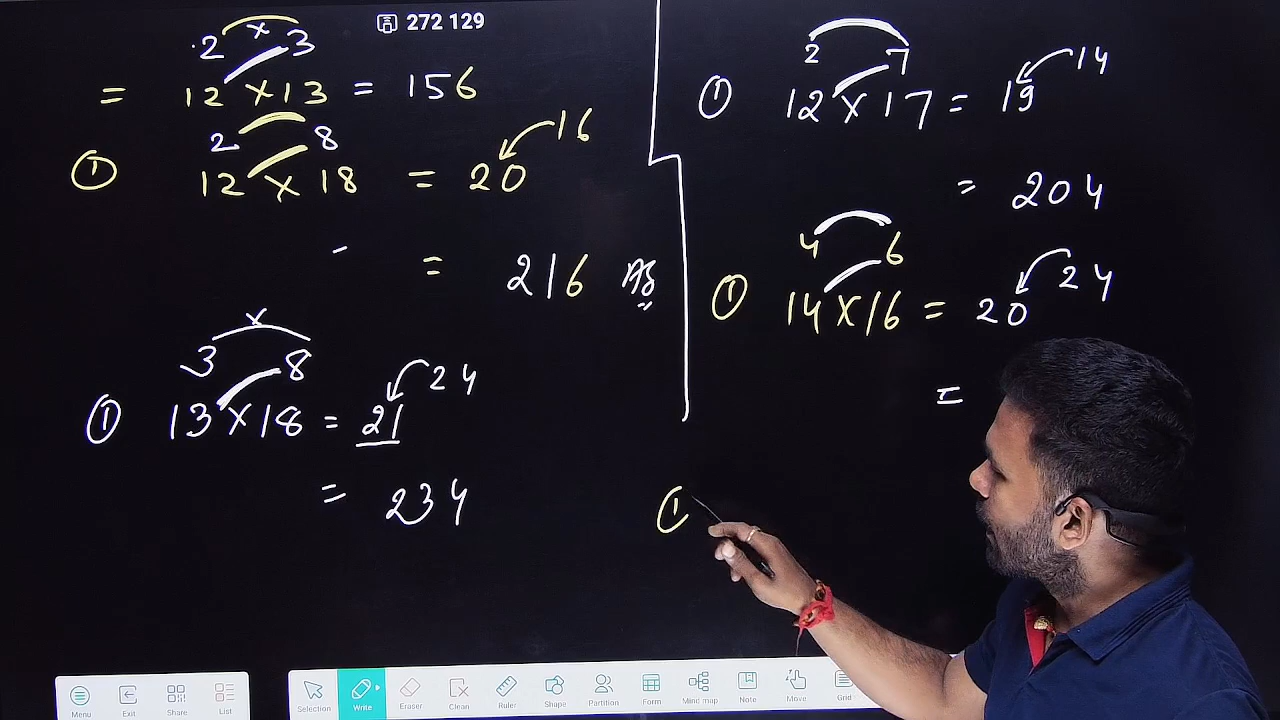 272 129
2 x 3
= 12 × 13 = 156
2 8 16
① 12 × 18 = 20
-
= 216
3 x 8 24
① 13 × 18 = 21
= 234
2 7 14
① 12 × 17 = 19
= 204
4 6 24
① 14 × 16 = 20
=
①
Menu Exit Share List Selection Write Eraser Clean Ruler Shape Partition Form Mind map Note Move Grid